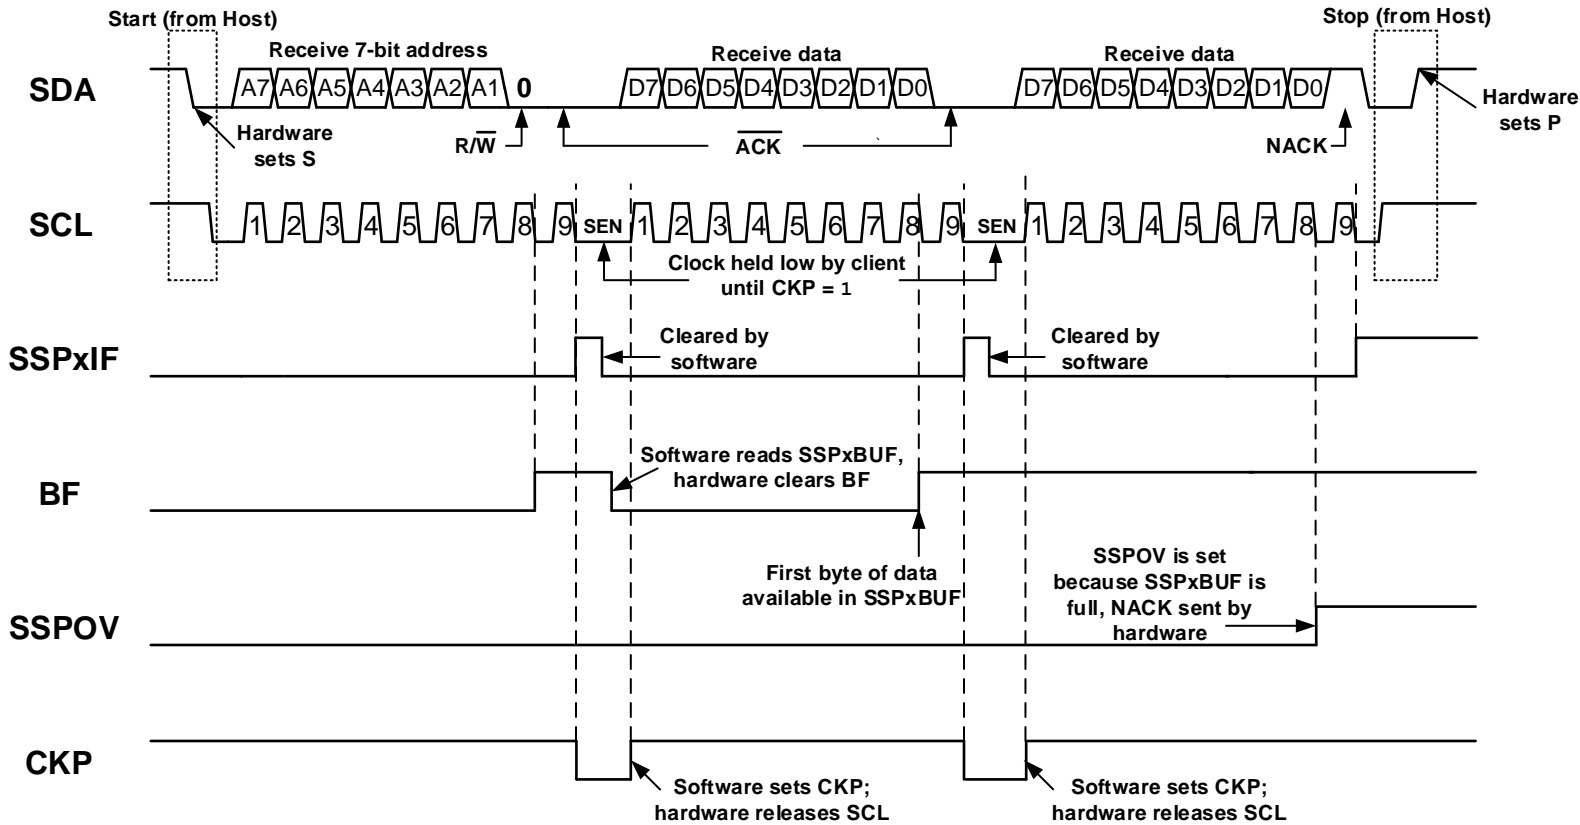 Start (from Host)
Stop (from Host)
Receive 7-bit address
Receive data
Receive data
SDA
A7 A6 A5 A4 A3 A2 A1 0
D7 D6 D5 D4 D3 D2 D1 D0
D7 D6 D5 D4 D3 D2 D1 D0
Hardware
sets S
R/W
ACK
NACK
Hardware
sets P
SCL
1 2 3 4 5 6 7 8 9 SEN 1 2 3 4 5 6 7 8 9 SEN 1 2 3 4 5 6 7 8 9
Clock held low by client
until CKP = 1
SSPxIF
Cleared by
software
Cleared by
software
BF
Software reads SSPxBUF,
hardware clears BF
First byte of data
available in SSPxBUF
SSPOV
SSPOV is set
because SSPxBUF is
full, NACK sent by
hardware
CKP
Software sets CKP;
hardware releases SCL
Software sets CKP;
hardware releases SCL